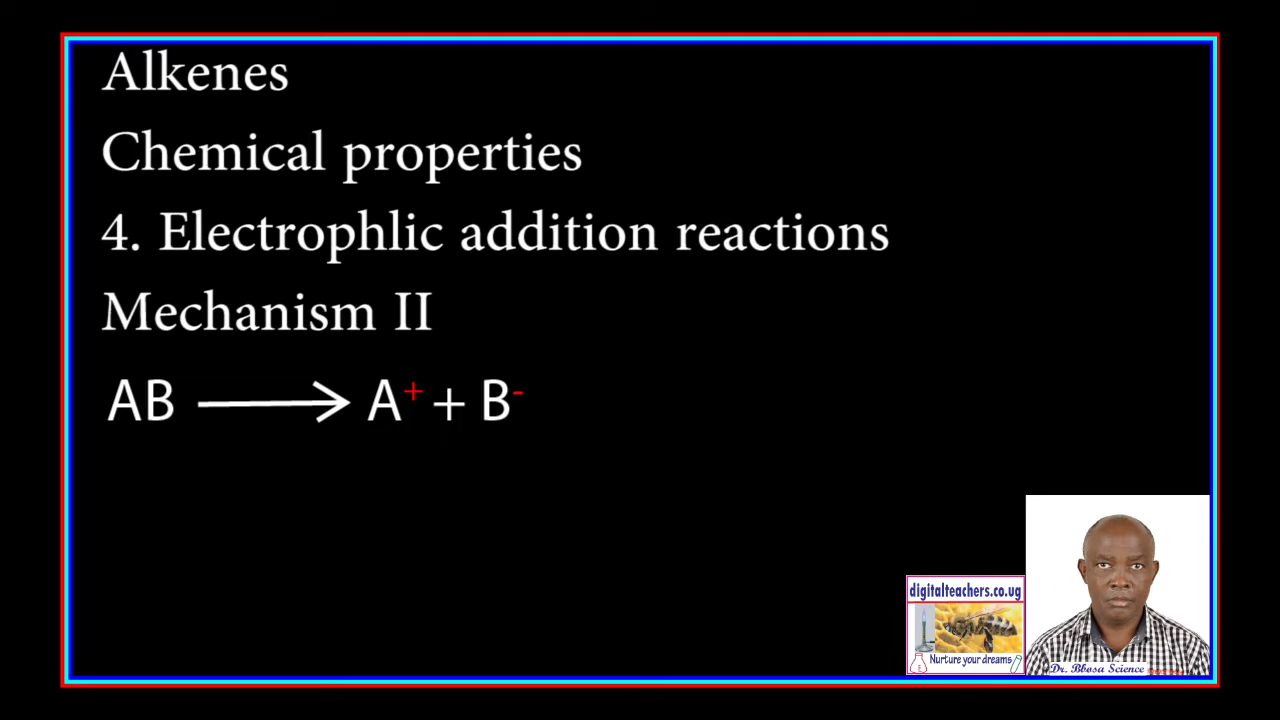 Alkenes
Chemical properties
4. Electrophlic addition reactions
Mechanism II
AB ⟶ A⁺ + B⁻
digitalteachers.co.ug
Nurture your dreams
Dr. Bbosa Science